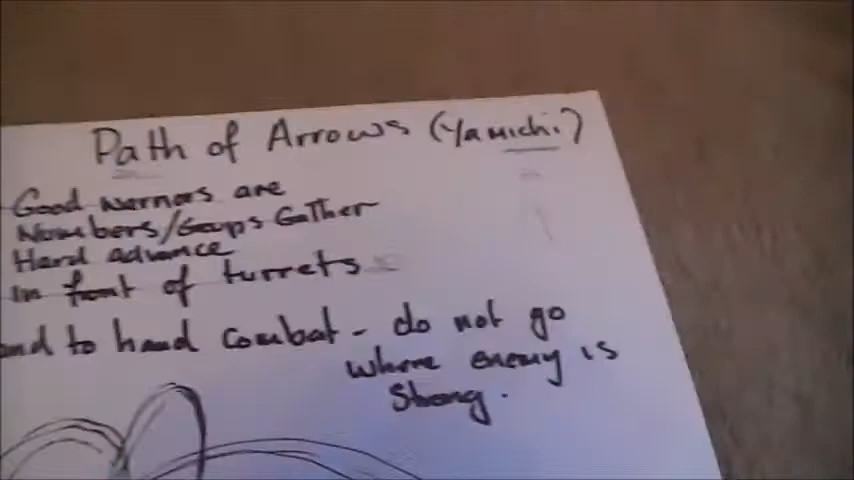 Path of Arrows (Yamichi)
Good warriors are
Numbers/Groups Gather
Hard advance
In front of turrets
and to hand combat - do not go
where enemy is
Strong.